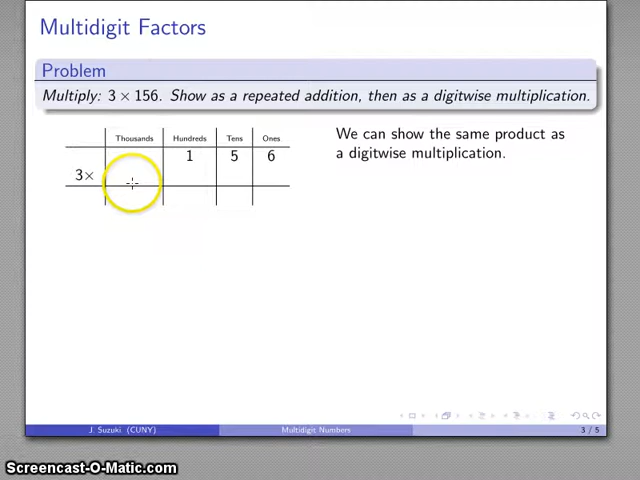 Multidigit Factors
Problem
Multiply: 3 × 156. Show as a repeated addition, then as a digitwise multiplication.
Thousands Hundreds Tens Ones
1 5 6
3×
We can show the same product as
a digitwise multiplication.
J. Suzuki (CUNY) Multidigit Numbers 3 / 5
Screencast-O-Matic.com